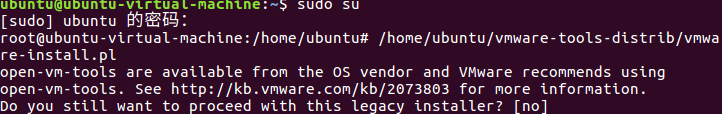 ubuntu@ubuntu-virtual-machine:~$ sudo su
[sudo] ubuntu 的密码：
root@ubuntu-virtual-machine:/home/ubuntu# /home/ubuntu/vmware-tools-distrib/vmwa
re-install.pl
open-vm-tools are available from the OS vendor and VMware recommends using
open-vm-tools. See http://kb.vmware.com/kb/2073803 for more information.
Do you still want to proceed with this legacy installer? [no]